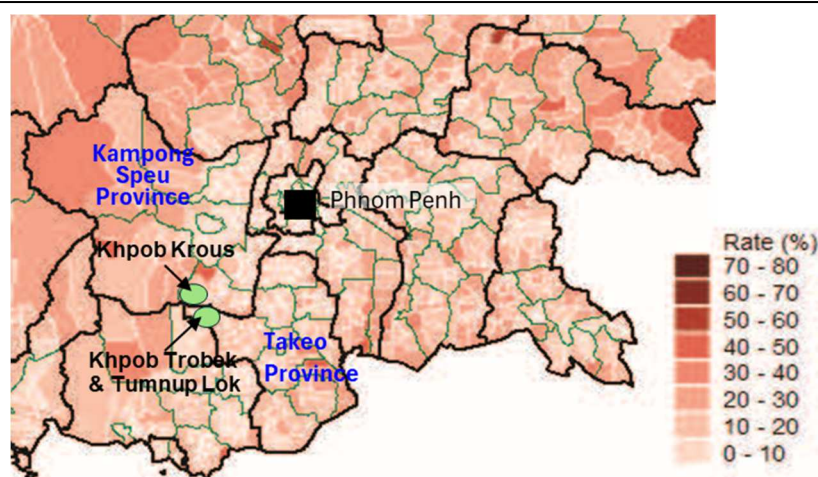 Kampong
Speu
Province
Phnom Penh
Khpob Krous
Khpob Trobek
& Tumnup Lok
Takeo
Province
Rate (%)
70 - 80
60 - 70
50 - 60
40 - 50
30 - 40
20 - 30
10 - 20
0 - 10